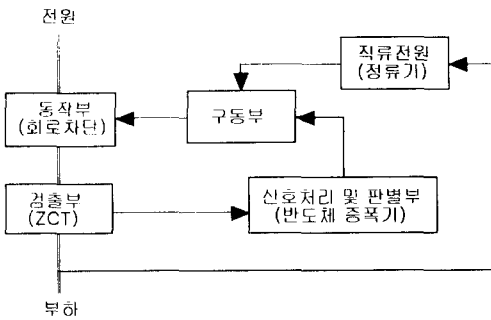 전원
직류전원
(정류기)
동작부
(회로차단)
구동부
검출부
(ZCT)
신호처리 및 판별부
(반도체 증폭기)
부하